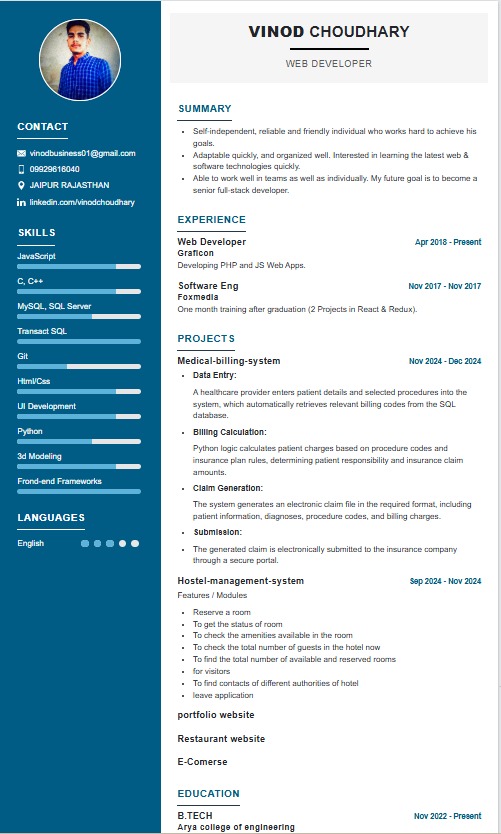 VINOD CHOUDHARY
WEB DEVELOPER
CONTACT
vinodbusiness01@gmail.com
09929616040
JAIPUR RAJASTHAN
linkedin.com/vinodchoudhary
SKILLS
JavaScript
C, C++
MySQL, SQL Server
Transact SQL
Git
Html/Css
UI Development
Python
3d Modeling
Frond-end Frameworks
LANGUAGES
English
SUMMARY
Self-independent, reliable and friendly individual who works hard to achieve his
goals.
Adaptable quickly, and organized well. Interested in learning the latest web &
software technologies quickly.
Able to work well in teams as well as individually. My future goal is to become a
senior full-stack developer.
EXPERIENCE
Web Developer Apr 2018 - Present
Graficon
Developing PHP and JS Web Apps.
Software Eng Nov 2017 - Nov 2017
Foxmedia
One month training after graduation (2 Projects in React & Redux).
PROJECTS
Medical-billing-system Nov 2024 - Dec 2024
Data Entry:
A healthcare provider enters patient details and selected procedures into the
system, which automatically retrieves relevant billing codes from the SQL
database.
Billing Calculation:
Python logic calculates patient charges based on procedure codes and
insurance plan rules, determining patient responsibility and insurance claim
amounts.
Claim Generation:
The system generates an electronic claim file in the required format, including
patient information, diagnoses, procedure codes, and billing charges.
Submission:
The generated claim is electronically submitted to the insurance company
through a secure portal.
Hostel-management-system Sep 2024 - Nov 2024
Features / Modules
Reserve a room
To get the status of room
To check the amenities available in the room
To check the total number of guests in the hotel now
To find the total number of available and reserved rooms
for visitors
To find contacts of different authorities of hotel
leave application
portfolio website
Restaurant website
E-Comerse
EDUCATION
B.TECH Nov 2022 - Present
Arya college of engineering